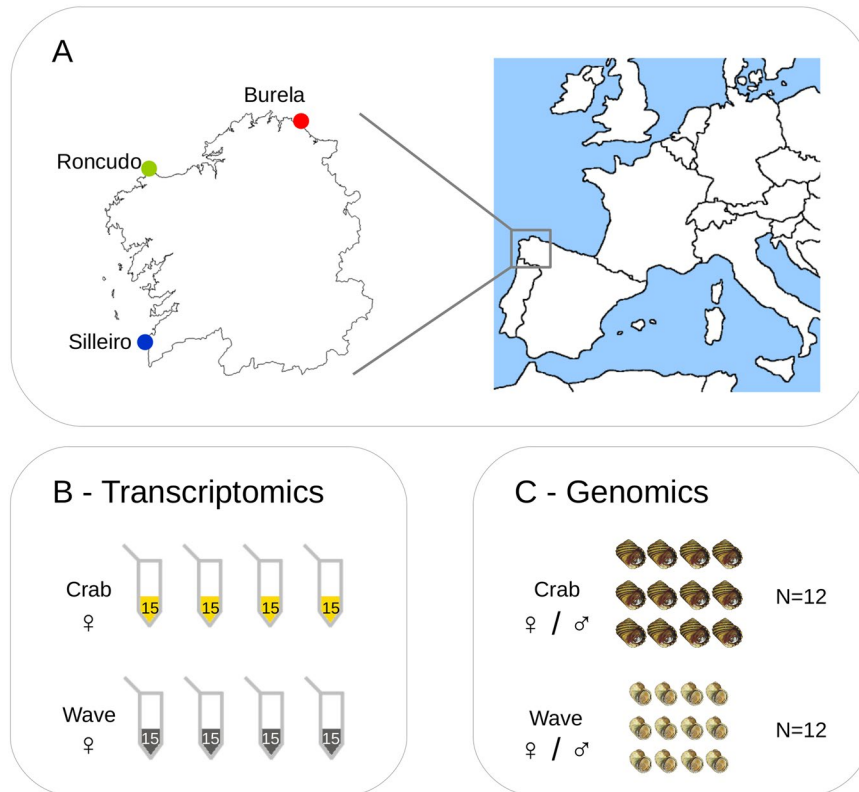 A
Burela
Roncudo
Silleiro
B - Transcriptomics
Crab
♀
15 15 15 15
Wave
♀
15 15 15 15
C - Genomics
Crab
♀ / ♂
N=12
Wave
♀ / ♂
N=12